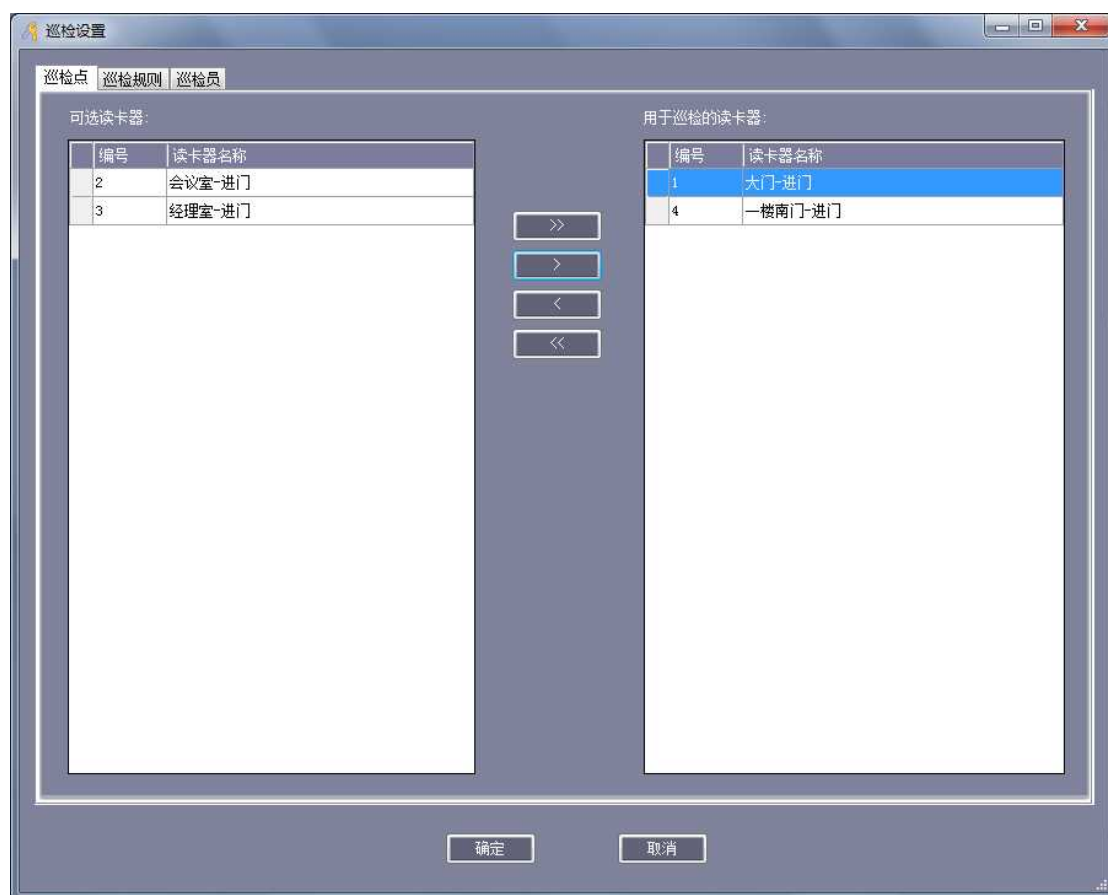 巡检设置
巡检点 巡检规则 巡检员
可选读卡器:
编号 读卡器名称
2 会议室-进门
3 经理室-进门
>>
>
<
<<
用于巡检的读卡器:
编号 读卡器名称
1 大门-进门
4 一楼南门-进门
确定 取消